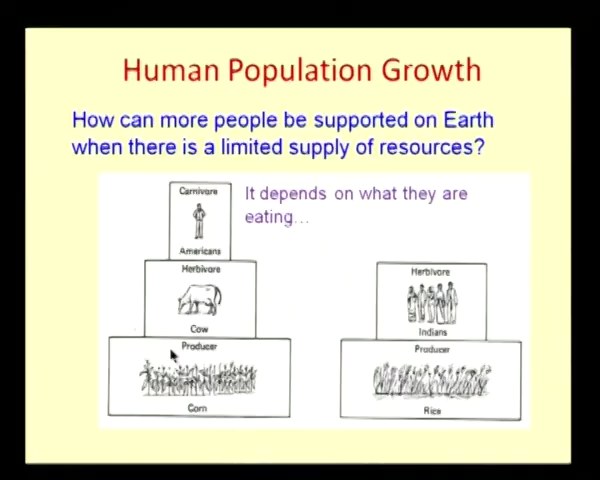 Human Population Growth
How can more people be supported on Earth
when there is a limited supply of resources?
It depends on what they are
eating...
Carnivore
Americans
Herbivore
Cow
Producer
Corn
Herbivore
Indians
Producer
Rice